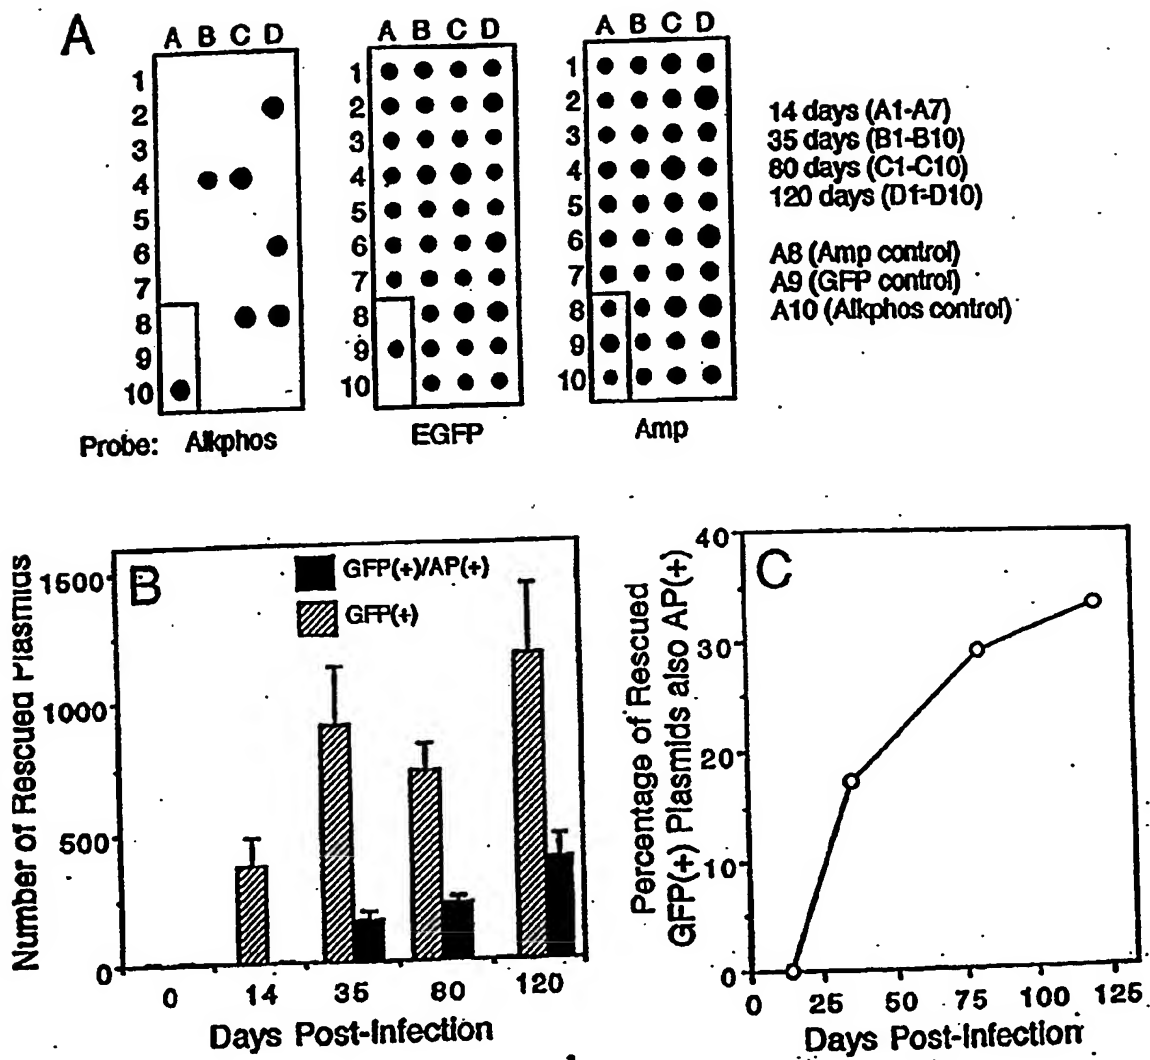 A
A B C D
1
2
3
4
5
6
7
8
9
10
Probe: Alkphos
A B C D
1
2
3
4
5
6
7
8
9
10
EGFP
A B C D
1
2
3
4
5
6
7
8
9
10
Amp
14 days (A1-A7)
35 days (B1-B10)
80 days (C1-C10)
120 days (D1-D10)
A8 (Amp control)
A9 (GFP control)
A10 (Alkphos control)
B
GFP(+)/AP(+)
GFP(+)
Number of Rescued Plasmids
1500
1000
500
0
0 14 35 80 120
Days Post-Infection
C
Percentage of Rescued
GFP(+) Plasmids also AP(+)
40
30
20
10
0
0 25 50 75 100 125
Days Post-Infection